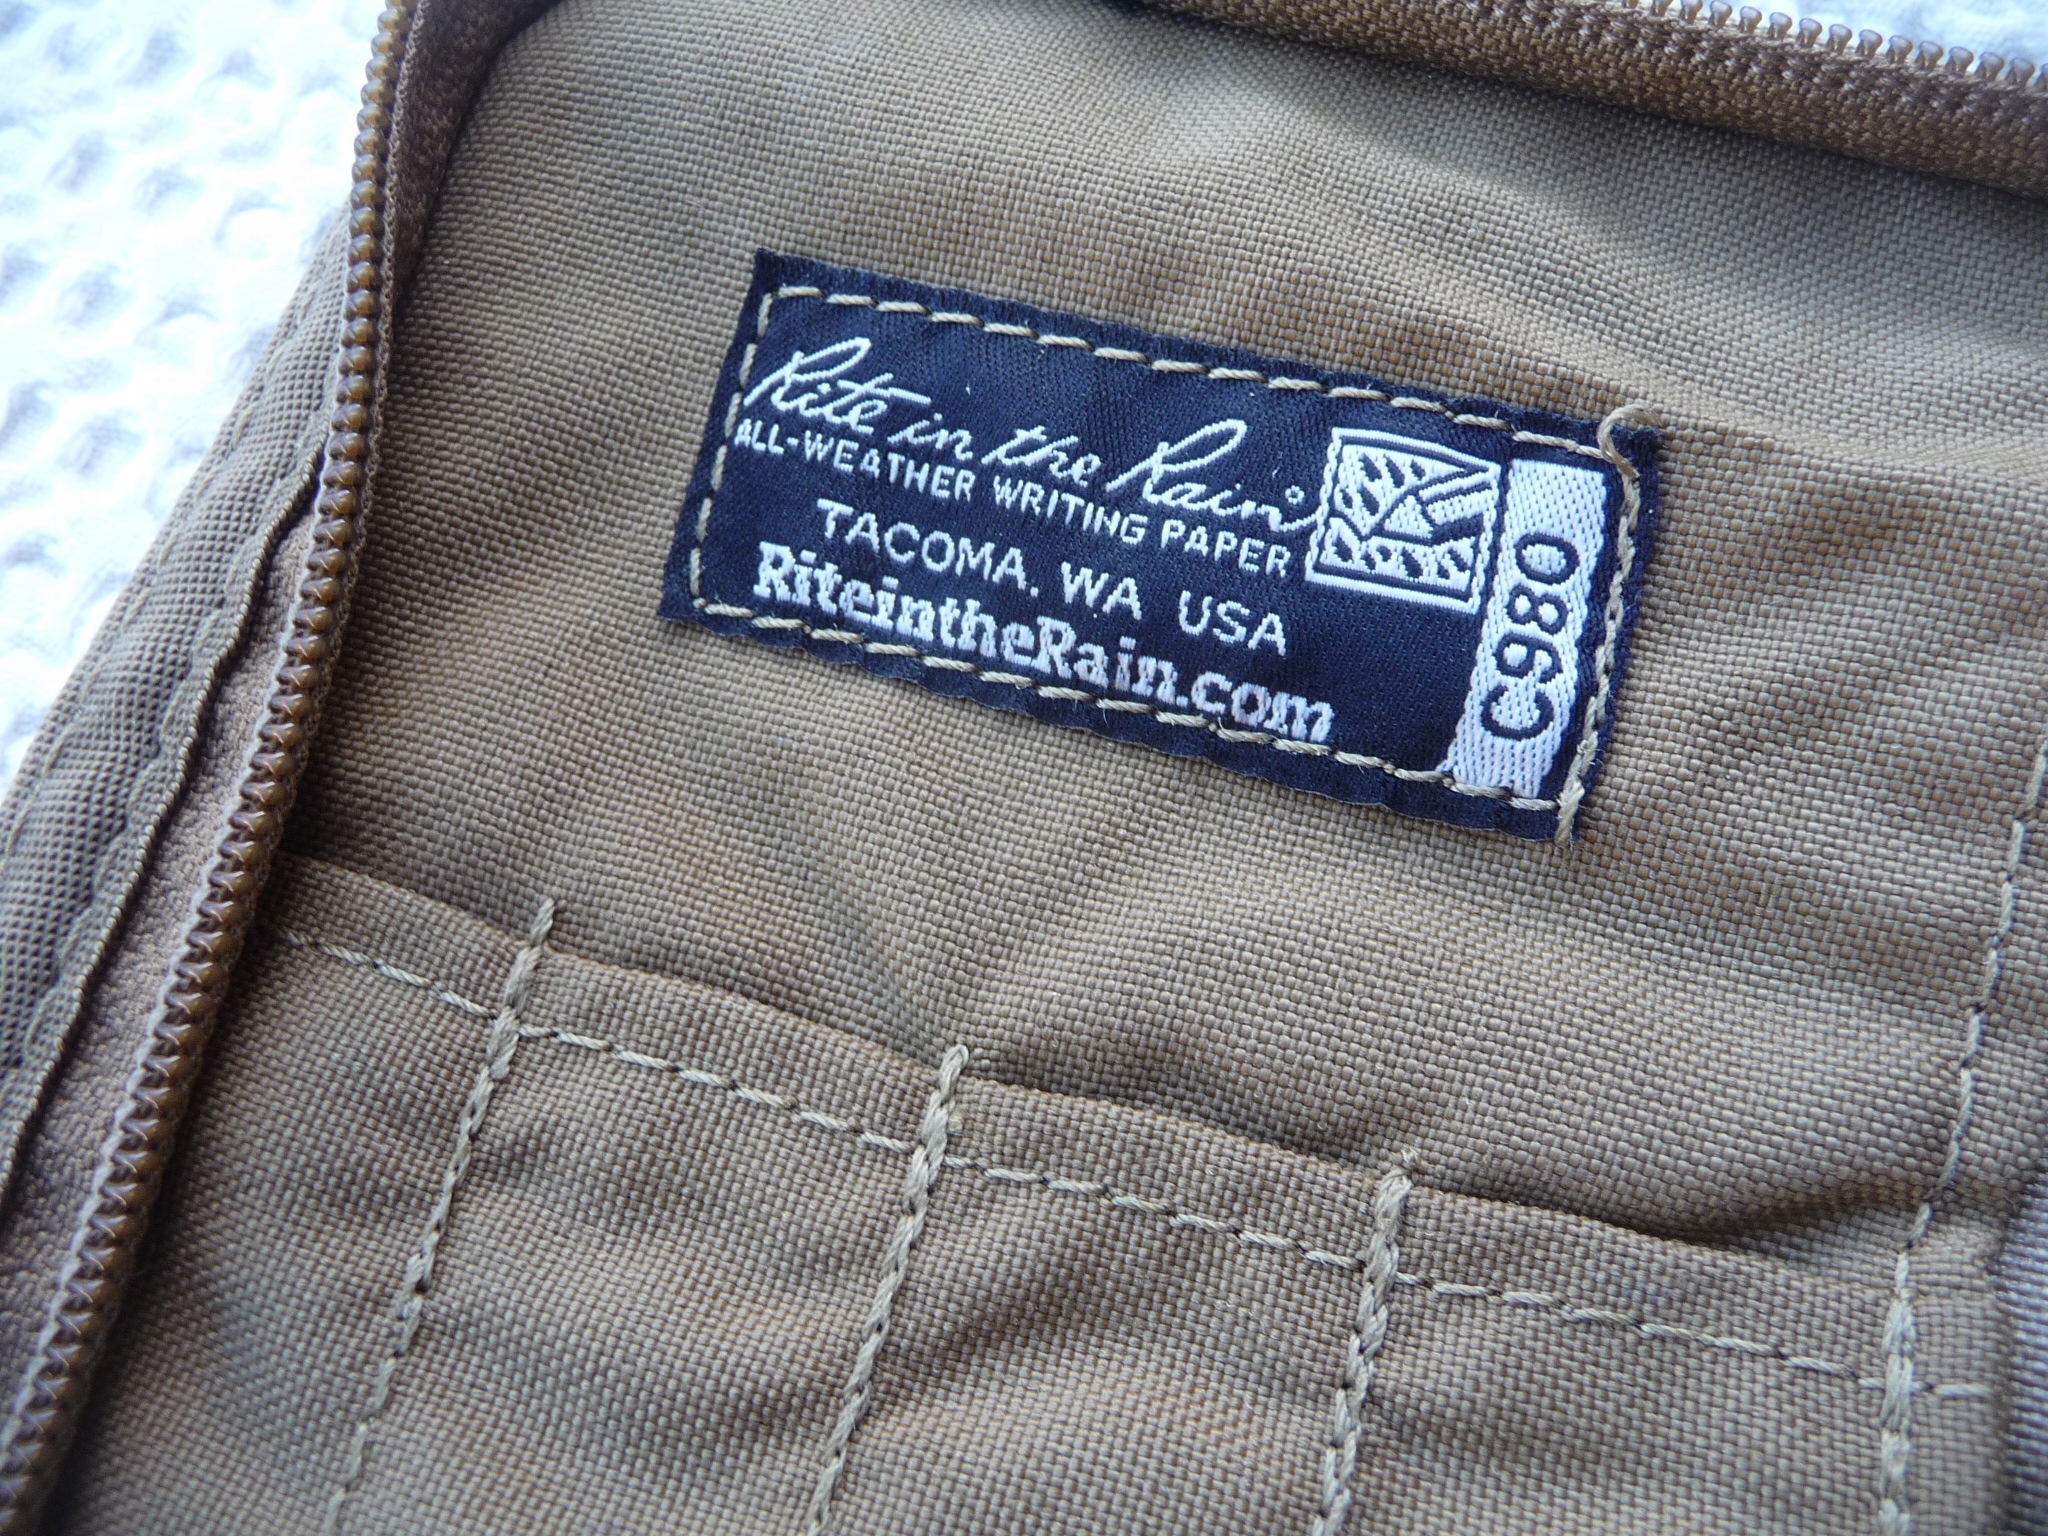 Rite in the Rain®
ALL-WEATHER WRITING PAPER
TACOMA, WA USA
RiteintheRain.com
C980